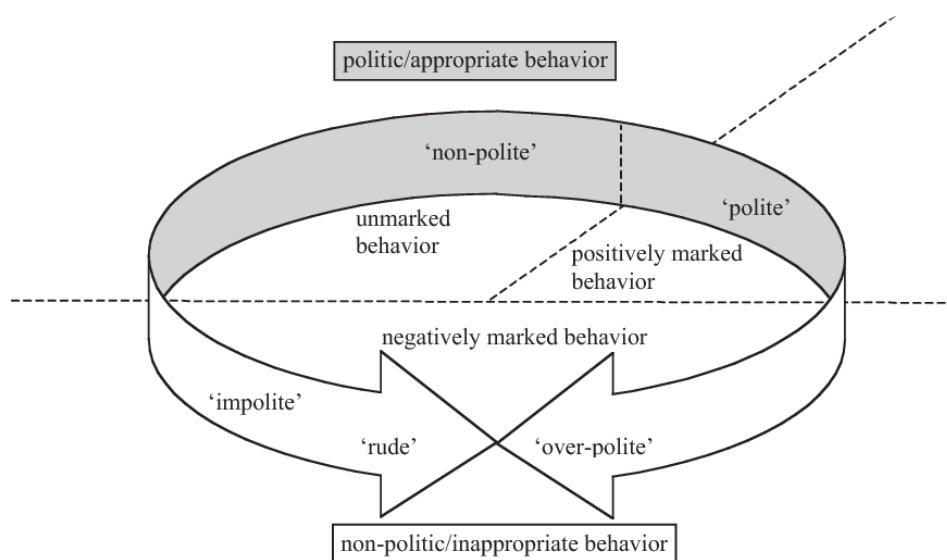 politic/appropriate behavior
‘non-polite’
‘polite’
unmarked
behavior
positively marked
behavior
negatively marked behavior
‘impolite’
‘rude’
‘over-polite’
non-politic/inappropriate behavior